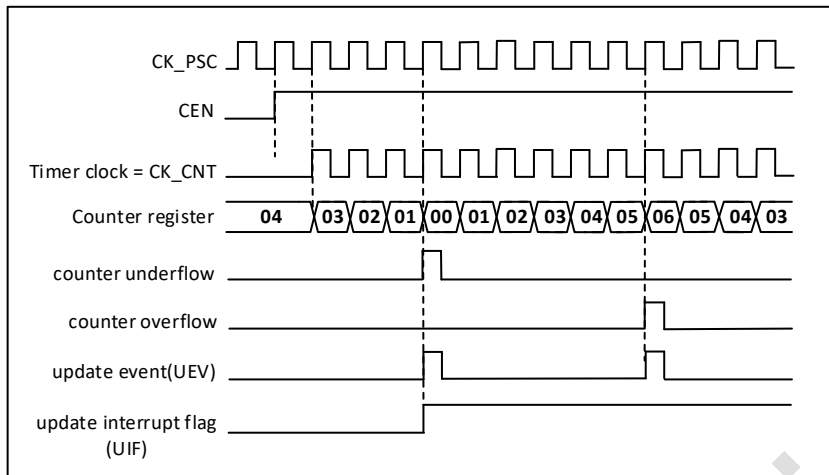 CK_PSC
CEN
Timer clock = CK_CNT
Counter register 04 03 02 01 00 01 02 03 04 05 06 05 04 03
counter underflow
counter overflow
update event(UEV)
update interrupt flag
(UIF)